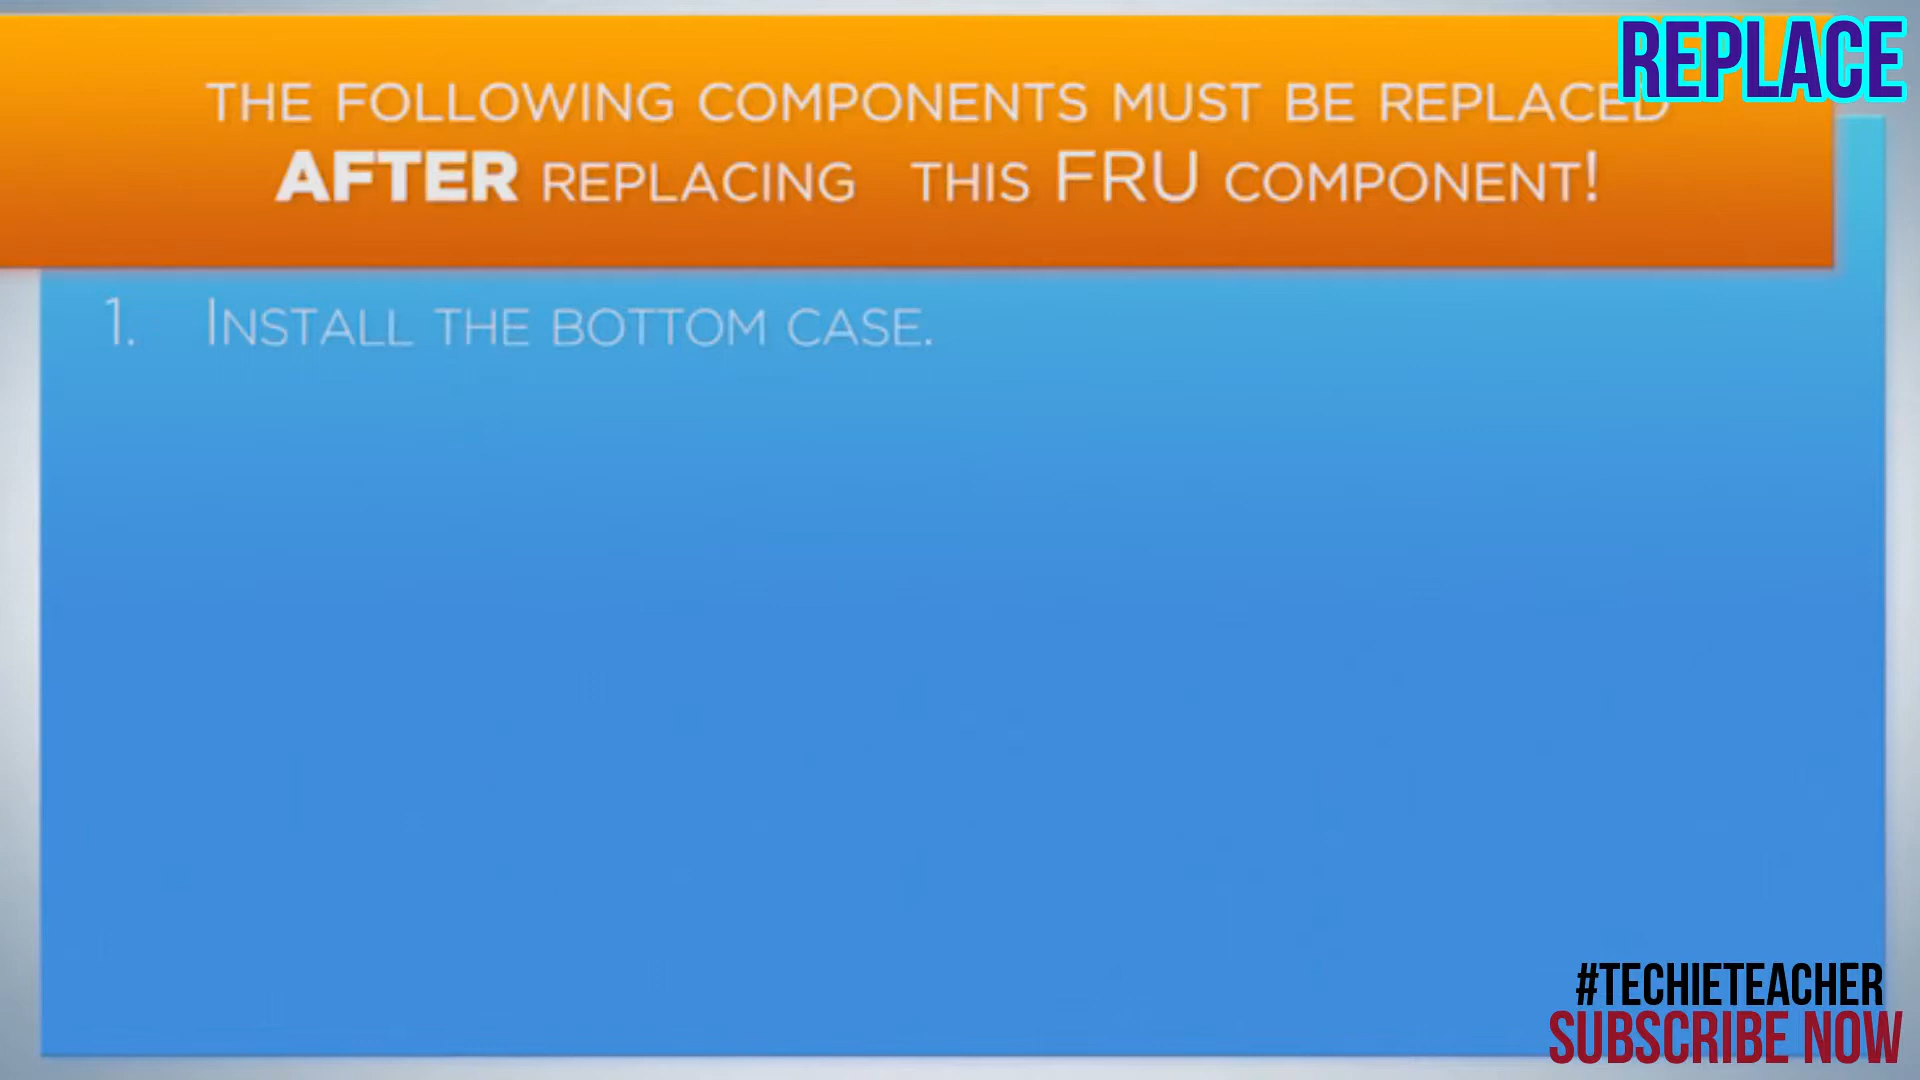 REPLACE
THE FOLLOWING COMPONENTS MUST BE REPLACED
AFTER REPLACING THIS FRU COMPONENT!
1. INSTALL THE BOTTOM CASE.
#TECHIETEACHER
SUBSCRIBE NOW